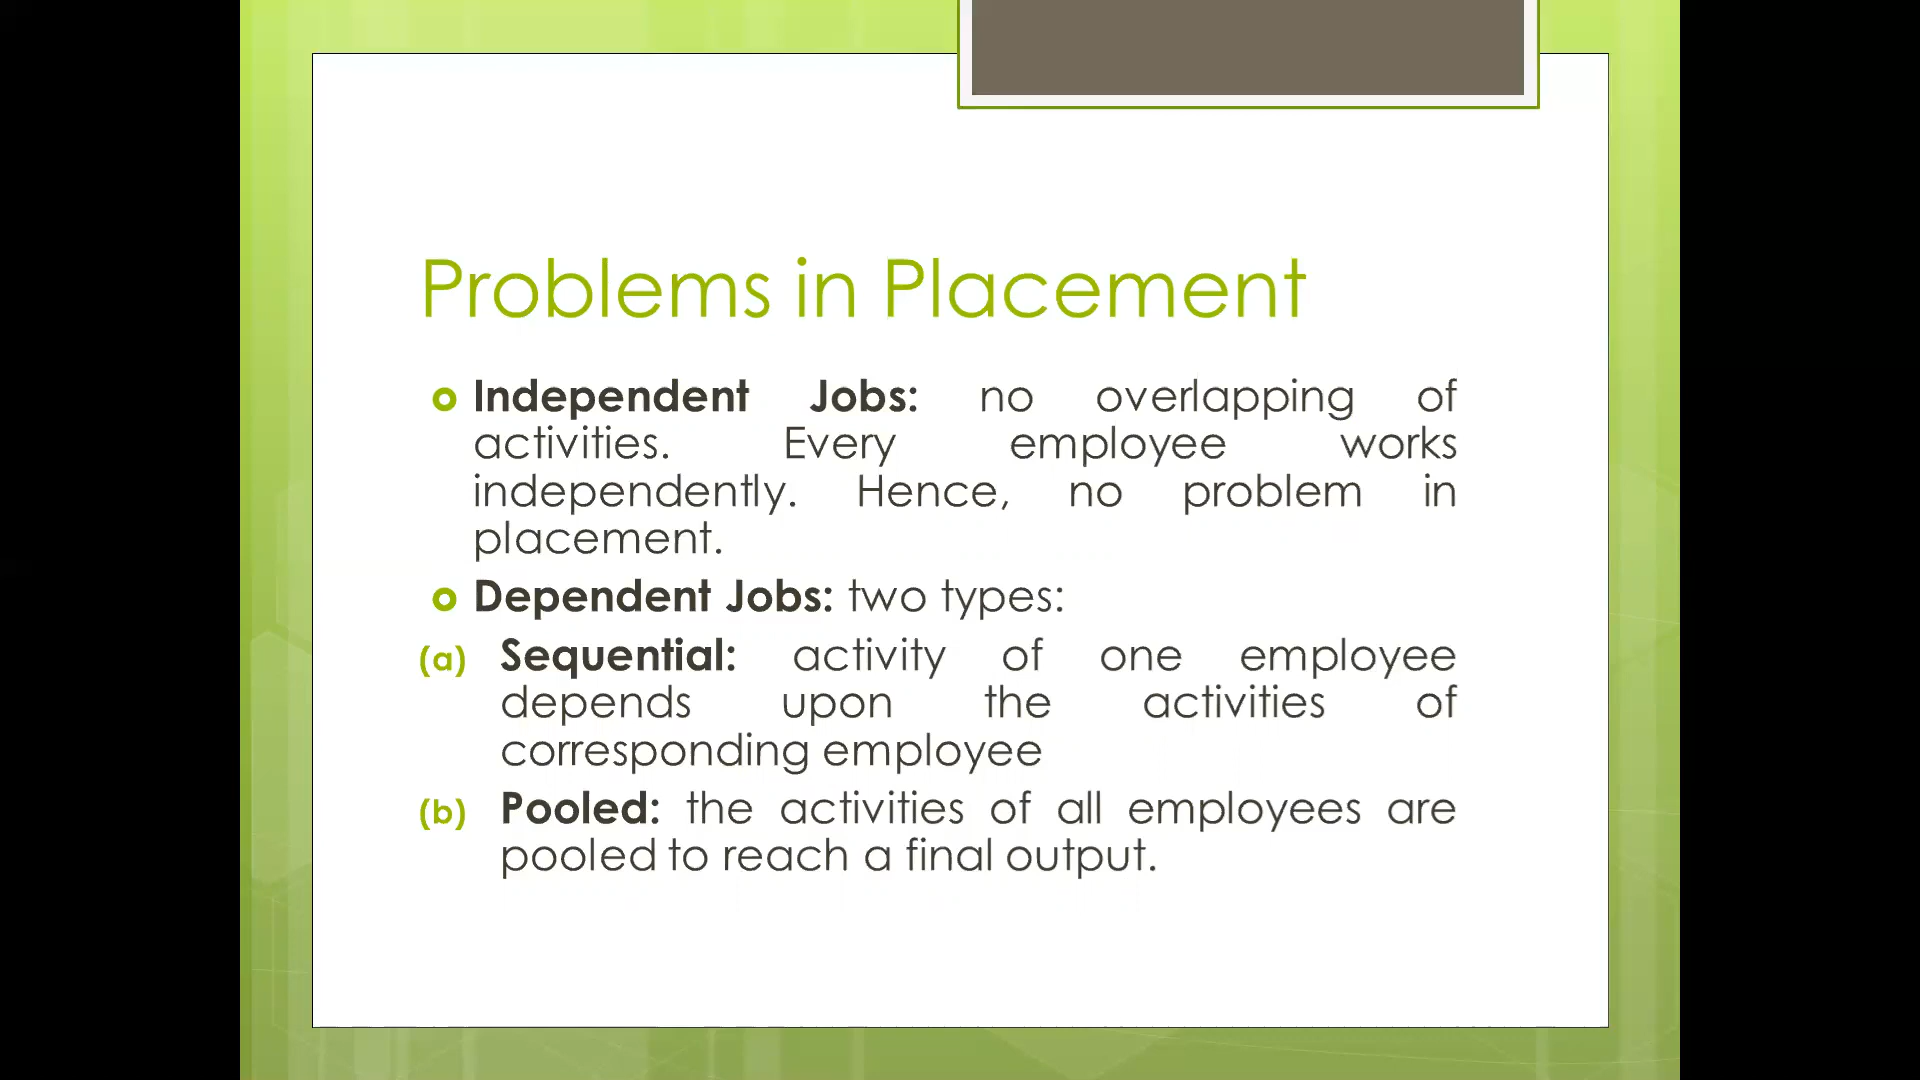 Problems in Placement
Independent Jobs: no overlapping of
activities. Every employee works
independently. Hence, no problem in
placement.
Dependent Jobs: two types:
(a) Sequential: activity of one employee
depends upon the activities of
corresponding employee
(b) Pooled: the activities of all employees are
pooled to reach a final output.